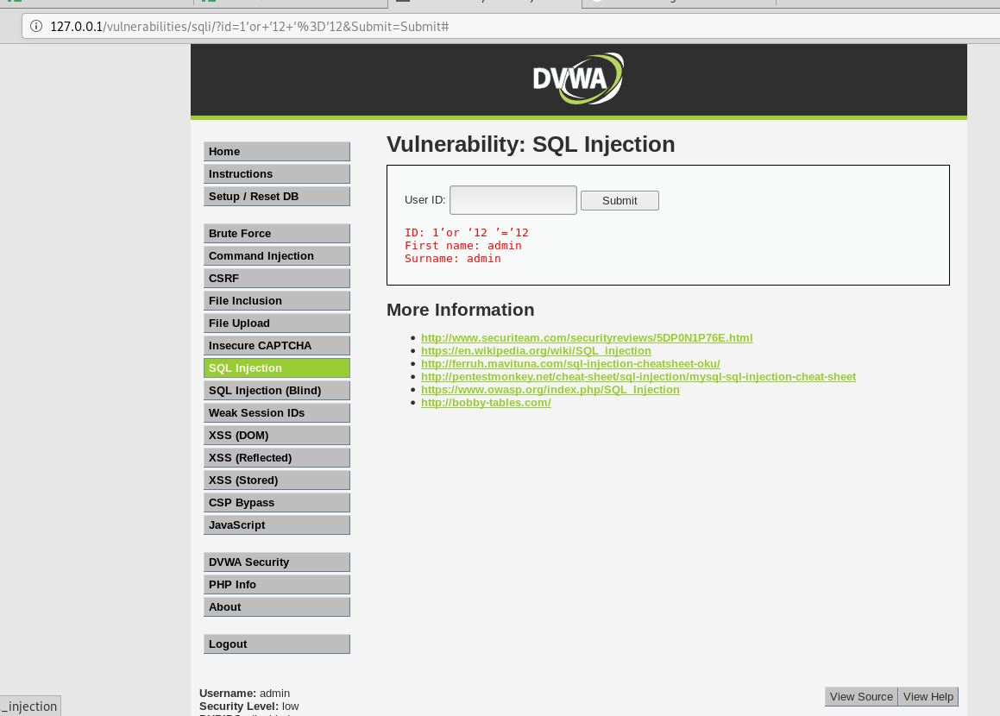 127.0.0.1/vulnerabilities/sqli/?id=1’or+‘12+’%3D’12&Submit=Submit#
DVWA
Home
Instructions
Setup / Reset DB
Brute Force
Command Injection
CSRF
File Inclusion
File Upload
Insecure CAPTCHA
SQL Injection
SQL Injection (Blind)
Weak Session IDs
XSS (DOM)
XSS (Reflected)
XSS (Stored)
CSP Bypass
JavaScript
DVWA Security
PHP Info
About
Logout
Vulnerability: SQL Injection
User ID:
Submit
ID: 1’or ‘12 ’=’12
First name: admin
Surname: admin
More Information
http://www.securiteam.com/securityreviews/5DP0N1P76E.html
https://en.wikipedia.org/wiki/SQL_injection
http://ferruh.mavituna.com/sql-injection-cheatsheet-oku/
http://pentestmonkey.net/cheat-sheet/sql-injection/mysql-sql-injection-cheat-sheet
https://www.owasp.org/index.php/SQL_Injection
http://bobby-tables.com/
Username: admin
Security Level: low
View Source
View Help
_injection